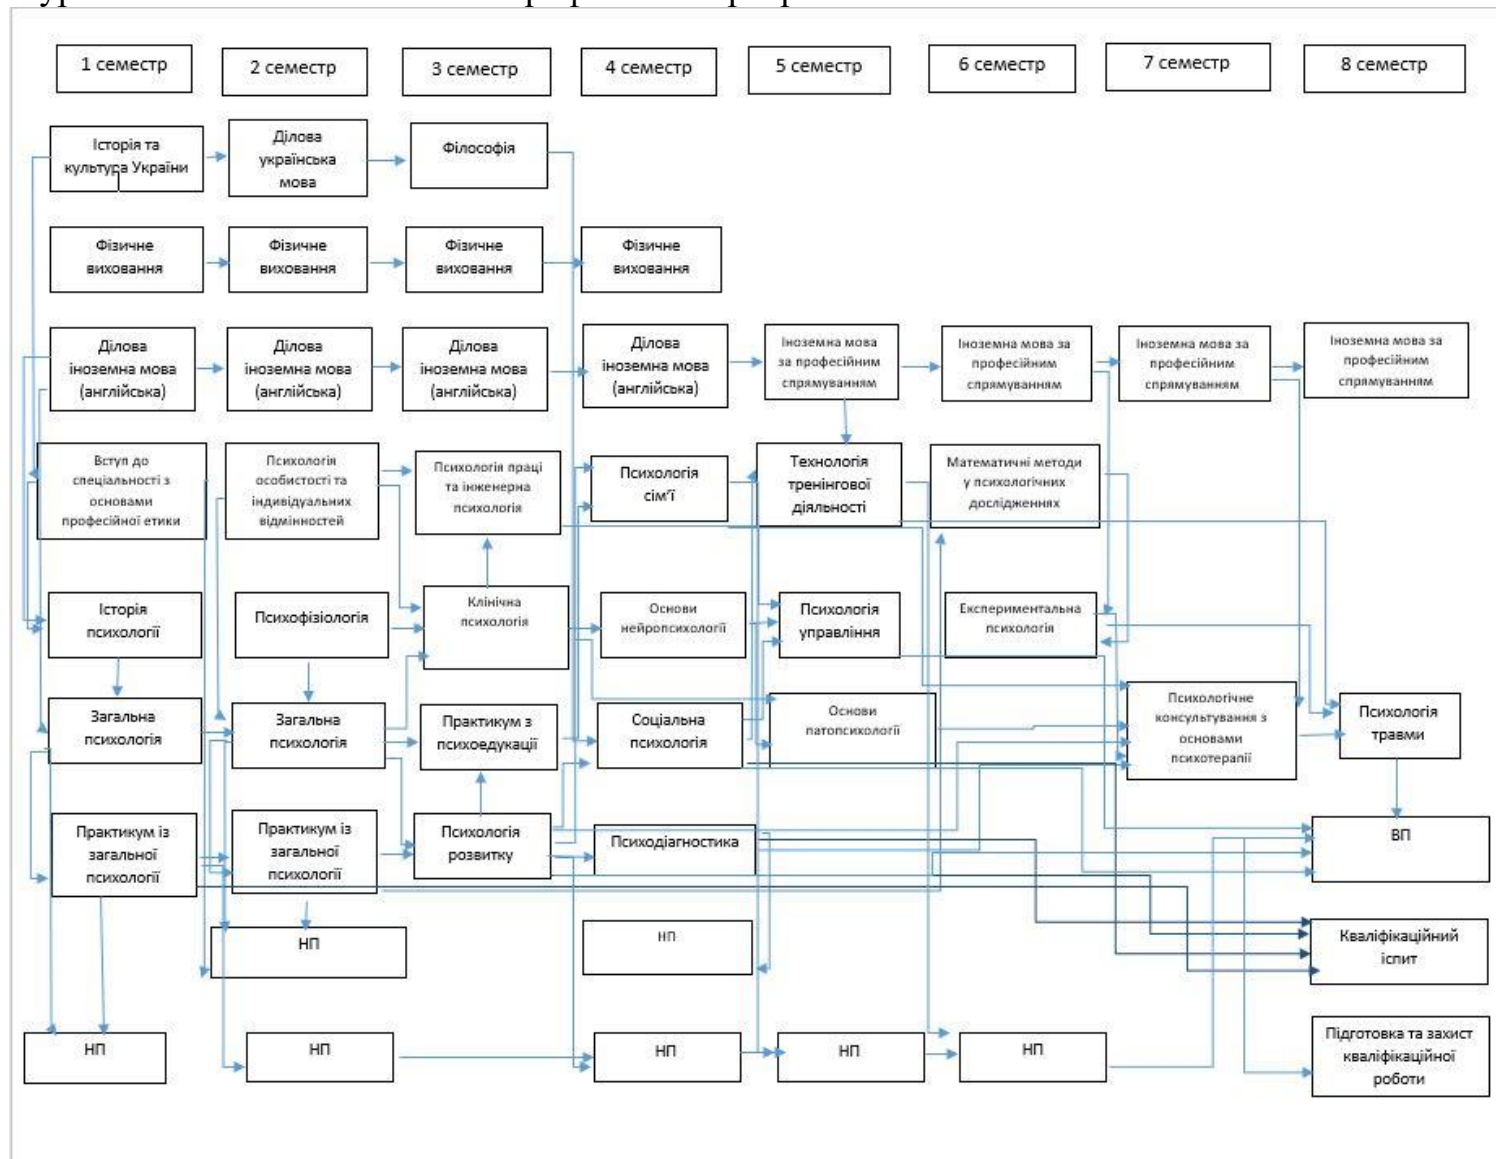 1 семестр
2 семестр
3 семестр
4 семестр
5 семестр
6 семестр
7 семестр
8 семестр
Історія та
культура України
Ділова
українська
мова
Філософія
Фізичне
виховання
Фізичне
виховання
Фізичне
виховання
Фізичне
виховання
Ділова
іноземна мова
(англійська)
Ділова
іноземна мова
(англійська)
Ділова
іноземна мова
(англійська)
Ділова
іноземна мова
(англійська)
Іноземна мова
за професійним
спрямуванням
Іноземна мова за
професійним
спрямуванням
Іноземна мова за
професійним
спрямуванням
Іноземна мова за
професійним
спрямуванням
Вступ до
спеціальності з
основами
професійної етики
Психологія
особистості та
індивідуальних
відмінностей
Психологія праці
та інженерна
психологія
Психологія
сім'ї
Технологія
тренінгової
діяльності
Математичні методи
у психологічних
дослідженнях
Історія
психології
Психофізіологія
Клінічна
психологія
Основи
нейропсихології
Психологія
управління
Експериментальна
психологія
Загальна
психологія
Загальна
психологія
Практикум з
психоедукації
Соціальна
психологія
Основи
патопсихології
Психологічне
консультування з
основами
психотерапії
Психологія
травми
Практикум із
загальної
психології
Практикум із
загальної
психології
Психологія
розвитку
Психодіагностика
ВП
НП
НП
Кваліфікаційний
іспит
НП
НП
НП
НП
НП
Підготовка та захист
кваліфікаційної
роботи